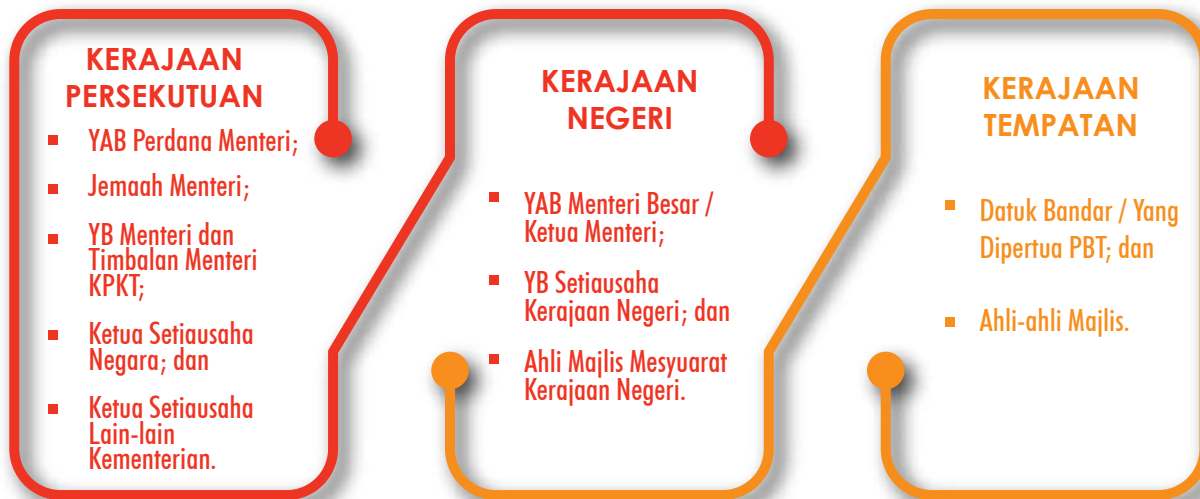 KERAJAAN
PERSEKUTUAN
▪ YAB Perdana Menteri;
▪ Jemaah Menteri;
▪ YB Menteri dan
Timbalan Menteri
KPKT;
▪ Ketua Setiausaha
Negara; dan
▪ Ketua Setiausaha
Lain-lain
Kementerian.
KERAJAAN
NEGERI
▪ YAB Menteri Besar /
Ketua Menteri;
▪ YB Setiausaha
Kerajaan Negeri; dan
▪ Ahli Majlis Mesyuarat
Kerajaan Negeri.
KERAJAAN
TEMPATAN
▪ Datuk Bandar / Yang
Dipertua PBT; dan
▪ Ahli-ahli Majlis.